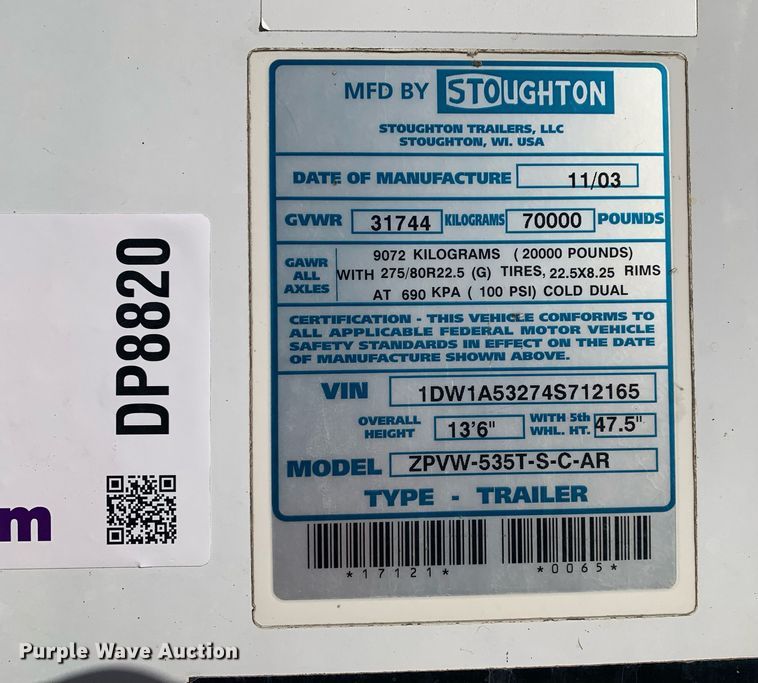 MFD BY STOUGHTON
STOUGHTON TRAILERS, LLC
STOUGHTON, WI. USA
DATE OF MANUFACTURE 11/03
GVWR 31744 KILOGRAMS 70000 POUNDS
GAWR ALL AXLES
9072 KILOGRAMS ( 20000 POUNDS)
WITH 275/80R22.5 (G) TIRES, 22.5X8.25 RIMS
AT 690 KPA ( 100 PSI) COLD DUAL
CERTIFICATION - THIS VEHICLE CONFORMS TO
ALL APPLICABLE FEDERAL MOTOR VEHICLE
SAFETY STANDARDS IN EFFECT ON THE DATE
OF MANUFACTURE SHOWN ABOVE.
VIN 1DW1A53274S712165
OVERALL HEIGHT 13'6" WITH 5th WHL. HT. 47.5"
MODEL ZPVW-535T-S-C-AR
TYPE - TRAILER
*17121* *0065*
DP8820
m
Purple Wave Auction